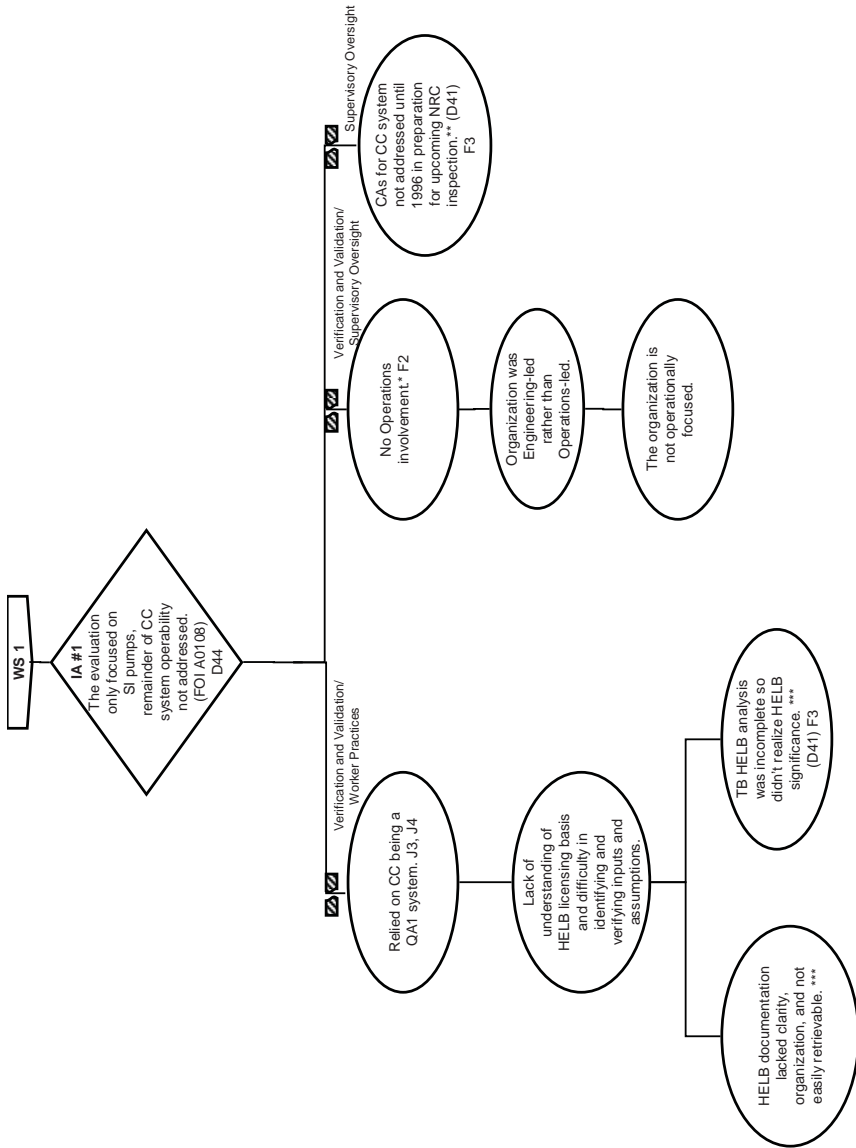 WS 1
IA #1
The evaluation
only focused on
SI pumps,
remainder of CC
system operability
not addressed.
(FOI A0108)
D44
Verification and Validation/
Worker Practices
Relied on CC being a
QA1 system. J3, J4
Lack of
understanding of
HELB licensing basis
and difficulty in
identifying and
verifying inputs and
assumptions.
HELB documentation
lacked clarity,
organization, and not
easily retrievable. ***
TB HELB analysis
was incomplete so
didn't realize HELB
significance. ***
(D41) F3
Verification and Validation/
Supervisory Oversight
No Operations
involvement.* F2
Organization was
Engineering-led
rather than
Operations-led.
The organization is
not operationally
focused.
Supervisory Oversight
CAs for CC system
not addressed until
1996 in preparation
for upcoming NRC
inspection.** (D41)
F3